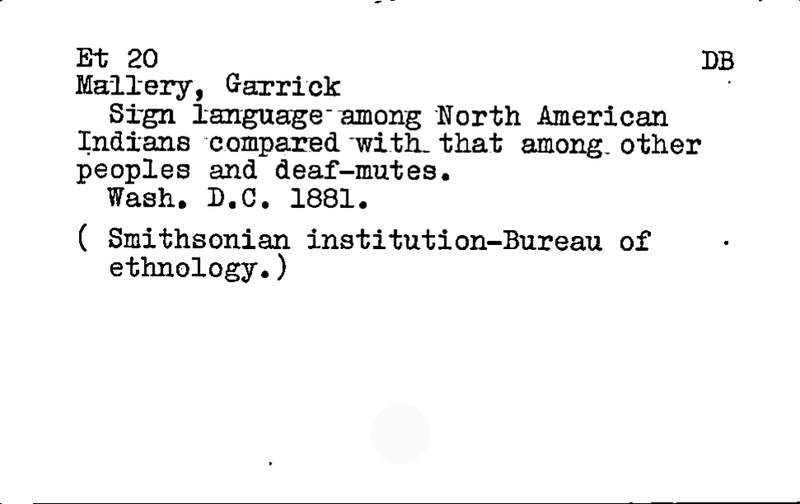 Et 20 DB
Mallery, Garrick
Sign language among North American
Indians compared with that among other
peoples and deaf-mutes.
Wash. D.C. 1881.
( Smithsonian institution-Bureau of
ethnology.)